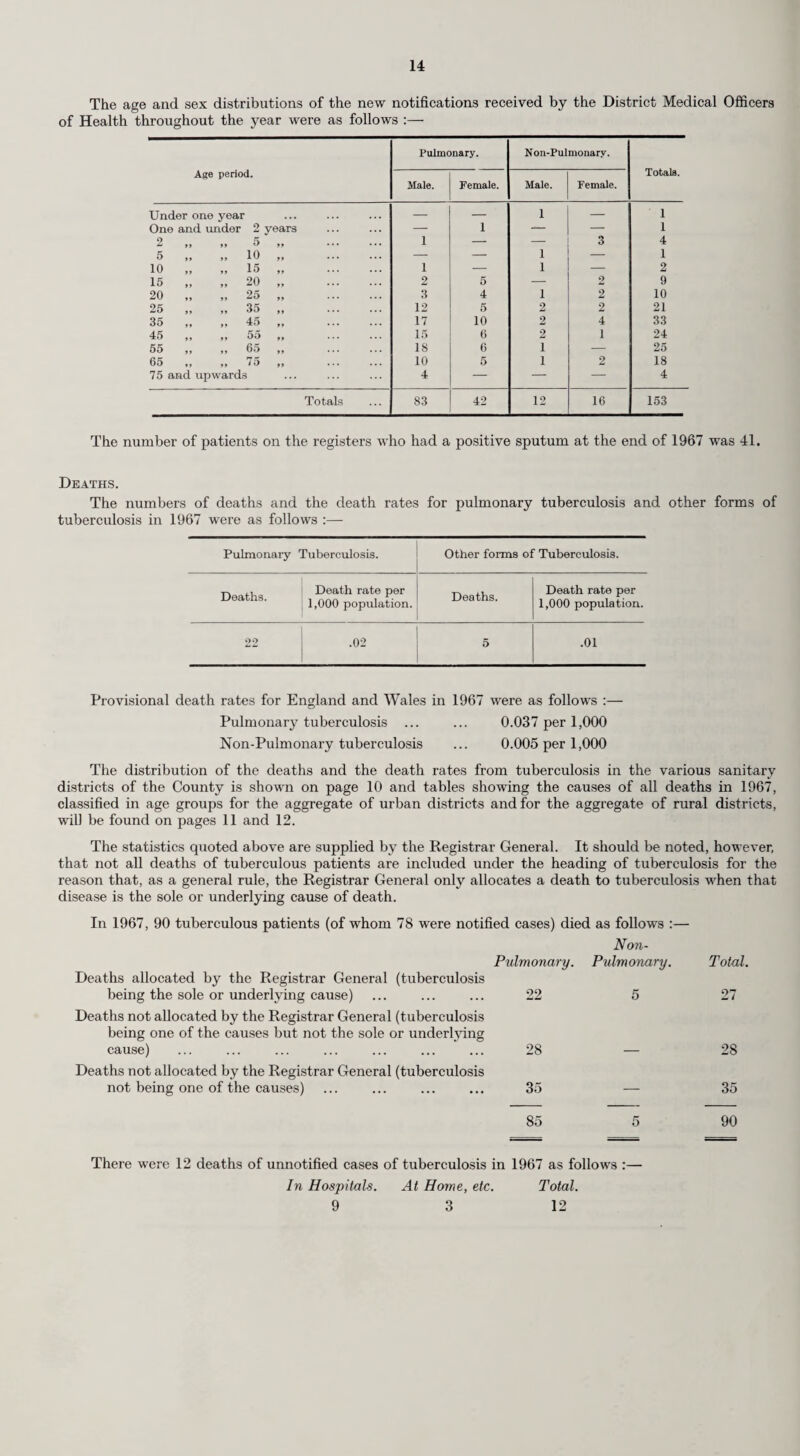 14
The age and sex distributions of the new notifications received by the District Medical Officers
of Health throughout the year were as follows :—
Age period. Pulmonary. Non-Pulmonary. Totals.
Male. Female. Male. Female.
Under one year ... ... ... — — 1 — 1
One and under 2 years ... ... — 1 — — 1
2 ,, ,, 5 ,, ... ... 1 — — 3 4
5 ,, ,, 10 ,, ... ... — — 1 — 1
10 ,, ,, 15 ,, ... ... 1 — 1 — 2
15 ,, ,, 20 ,, ... ... 2 5 — 2 9
20 ,, ,, 25 ,, ... ... 3 4 1 2 10
25 ,, ,, 35 ,, ... ... 12 5 2 2 21
35 ,, ,, 45 ,, ... ... 17 10 2 4 33
45 ,, ,, 55 ,, ... ... 15 6 2 1 24
55 ,, ,, 65 ,, ... ... 18 6 1 — 25
65 ,, ,, 75 ,, ... ... 10 5 1 2 18
75 and upwards ... ... ... 4 — — — 4
Totals ... 83 42 12 16 153
The number of patients on the registers who had a positive sputum at the end of 1967 was 41.
Deaths.
The numbers of deaths and the death rates for pulmonary tuberculosis and other forms of
tuberculosis in 1967 were as follows :—
Pulmonary Tuberculosis. Other forms of Tuberculosis.
Deaths. Death rate per 1,000 population. Deaths. Death rate per 1,000 population.
22 .02 5 .01
Provisional death rates for England and Wales in 1967 were as follows :—
Pulmonary tuberculosis ... ... 0.037 per 1,000
Non-Pulmonary tuberculosis ... 0.005 per 1,000
The distribution of the deaths and the death rates from tuberculosis in the various sanitary
districts of the County is shown on page 10 and tables showing the causes of all deaths in 1967,
classified in age groups for the aggregate of urban districts and for the aggregate of rural districts,
will be found on pages 11 and 12.
The statistics quoted above are supplied by the Registrar General. It should be noted, however,
that not all deaths of tuberculous patients are included under the heading of tuberculosis for the
reason that, as a general rule, the Registrar General only allocates a death to tuberculosis when that
disease is the sole or underlying cause of death.
In 1967, 90 tuberculous patients (of whom 78 were notified cases) died as follows :—
Non-
Pulmonary. Pulmonary. Total.
Deaths allocated by the Registrar General (tuberculosis
being the sole or underlying cause) ... ... ... 22 5 27
Deaths not allocated by the Registrar General (tuberculosis
being one of the causes but not the sole or underlying
cause) ... ... ... ... ... ... ... 28 — 28
Deaths not allocated by the Registrar General (tuberculosis
not being one of the causes) ... ... ... ... 35 — 35
85 5 90
There were 12 deaths of unnotified cases of tuberculosis in 1967 as follows :—
In Hospitals. At Home, etc. Total.
9 3 12